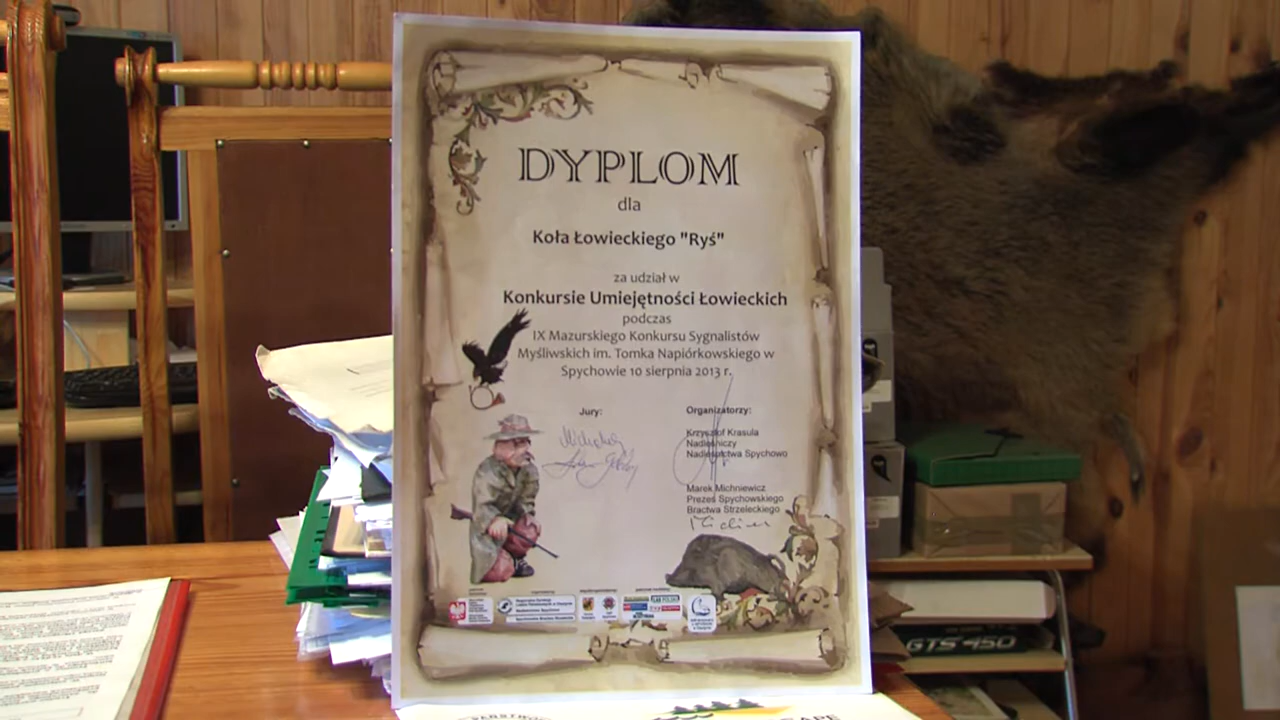 DYPLOM
dla
Koła Łowieckiego "Ryś"
za udział w
Konkursie Umiejętności Łowieckich
podczas
IX Mazurskiego Konkursu Sygnalistów
Myśliwskich im. Tomka Napiórkowskiego w
Spychowie 10 sierpnia 2013 r.
Jury:
Organizatorzy:
Krzysztof Krasula
Nadleśniczy
Nadleśnictwa Spychowo
Marek Michniewicz
Prezes Spychowskiego
Bractwa Strzeleckiego
GTS 450